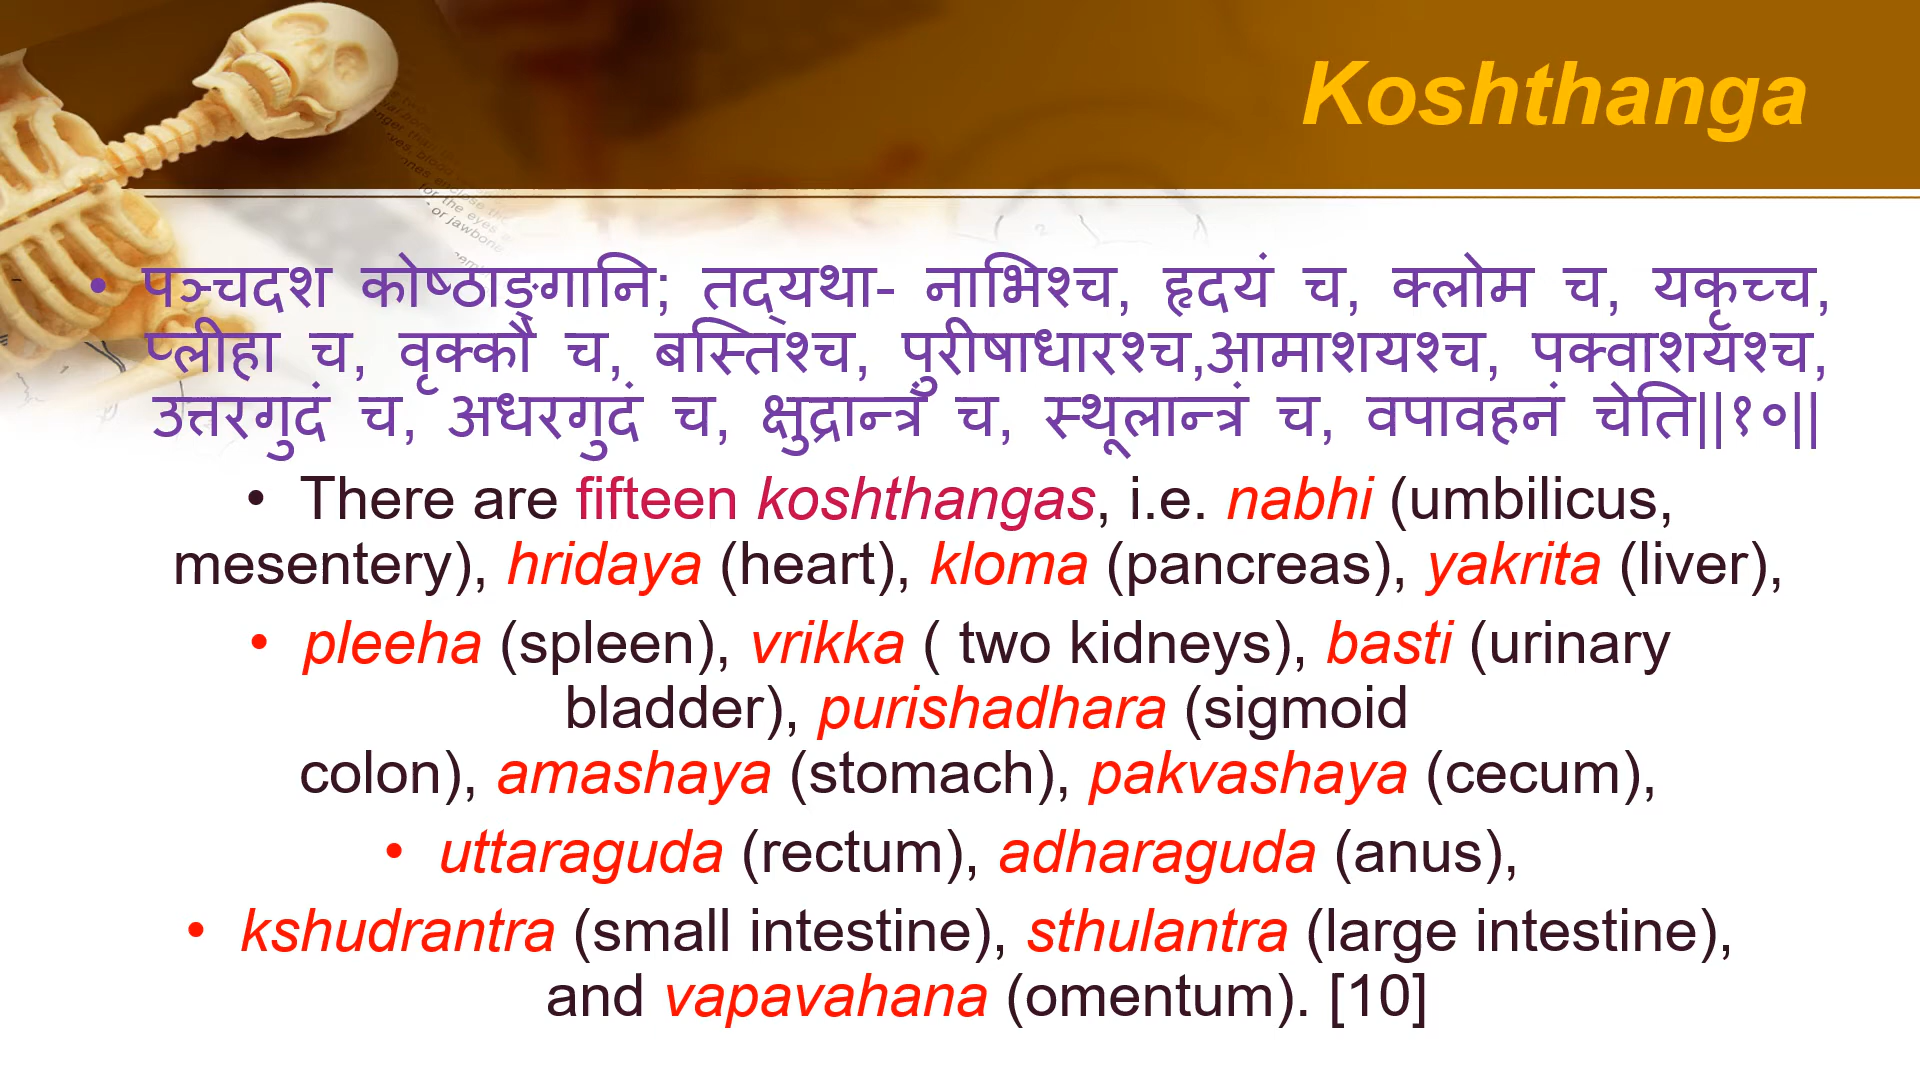 Koshthanga
• पञ्चदश कोष्ठाङ्गानि; तद्यथा- नाभिश्च, हृदयं च, क्लोम च, यकृच्च,
प्लीहा च, वृक्कौ च, बस्तिश्च, पुरीषाधारश्च,आमाशयश्च, पक्वाशयश्च,
उत्तरगुदं च, अधरगुदं च, क्षुद्रान्त्रं च, स्थूलान्त्रं च, वपावहनं चेति||१०||
• There are fifteen koshthangas, i.e. nabhi (umbilicus,
mesentery), hridaya (heart), kloma (pancreas), yakrita (liver),
• pleeha (spleen), vrikka ( two kidneys), basti (urinary
bladder), purishadhara (sigmoid
colon), amashaya (stomach), pakvashaya (cecum),
• uttaraguda (rectum), adharaguda (anus),
• kshudrantra (small intestine), sthulantra (large intestine),
and vapavahana (omentum). [10]